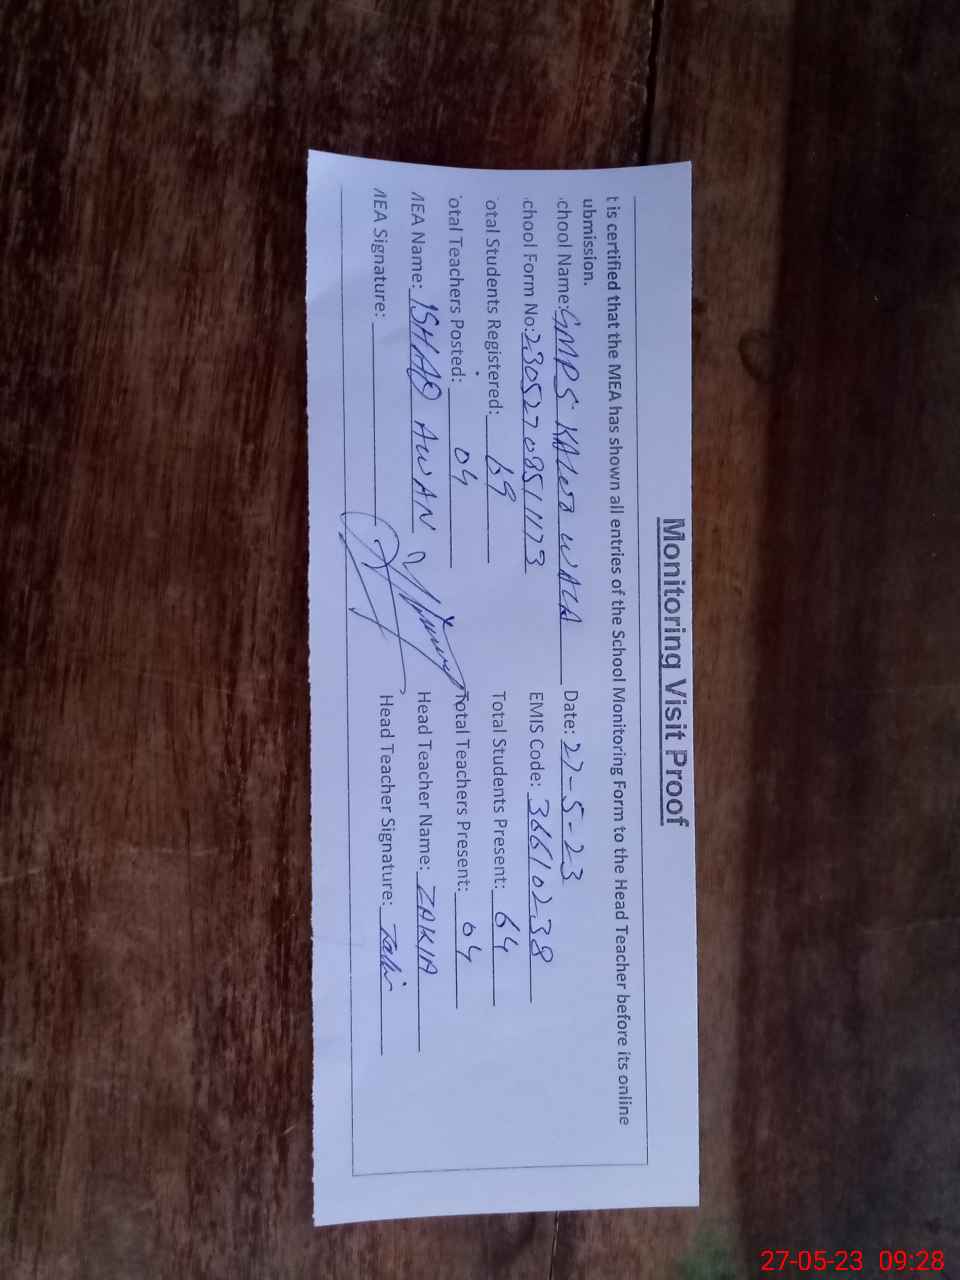 Monitoring Visit Proof
t is certified that the MEA has shown all entries of the School Monitoring Form to the Head Teacher before its online
ubmission.
chool Name: GMPS KALWA WALA Date: 27-5-23
chool Form No: 23052708511173 EMIS Code: 36610238
otal Students Registered: 69 Total Students Present: 64
otal Teachers Posted: 04 Total Teachers Present: 04
MEA Name: ISHAQ AWAN Head Teacher Name: ZAKIA
MEA Signature: Head Teacher Signature: Zakia
27-05-23 09:28